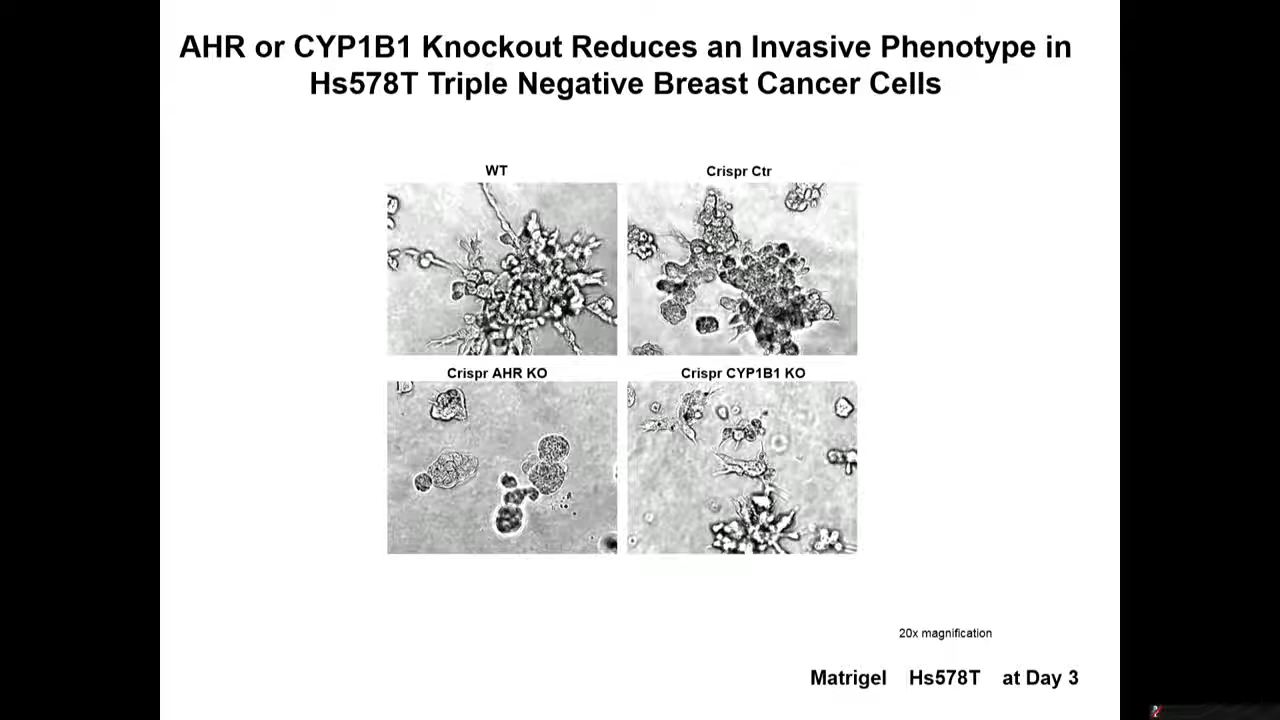 AHR or CYP1B1 Knockout Reduces an Invasive Phenotype in
Hs578T Triple Negative Breast Cancer Cells
WT
Crispr Ctr
Crispr AHR KO
Crispr CYP1B1 KO
20x magnification
Matrigel Hs578T at Day 3